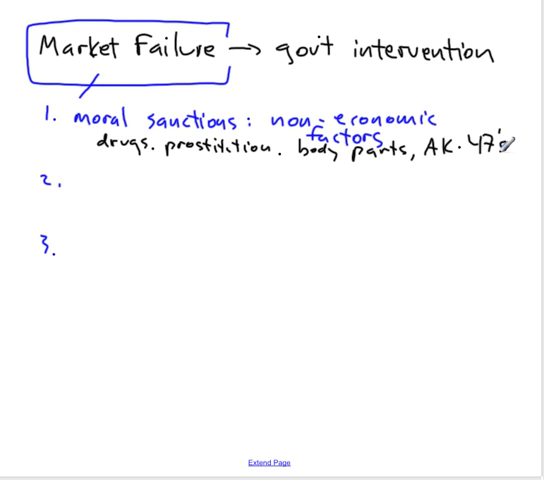 Market Failure → gov't intervention
1. moral sanctions: non-economic
factors
drugs. prostitution. body parts, AK-47's
2.
3.
Extend Page